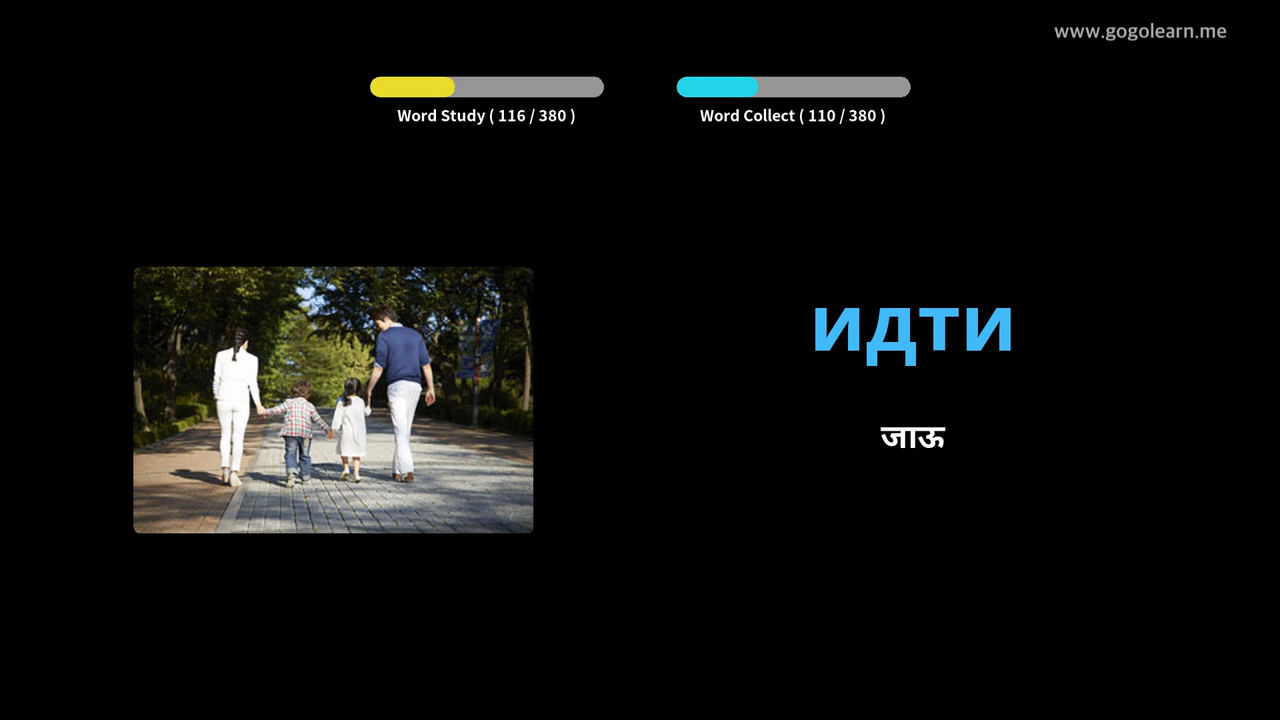 www.gogolearn.me
Word Study ( 116 / 380 )
Word Collect ( 110 / 380 )
идти
जाऊ